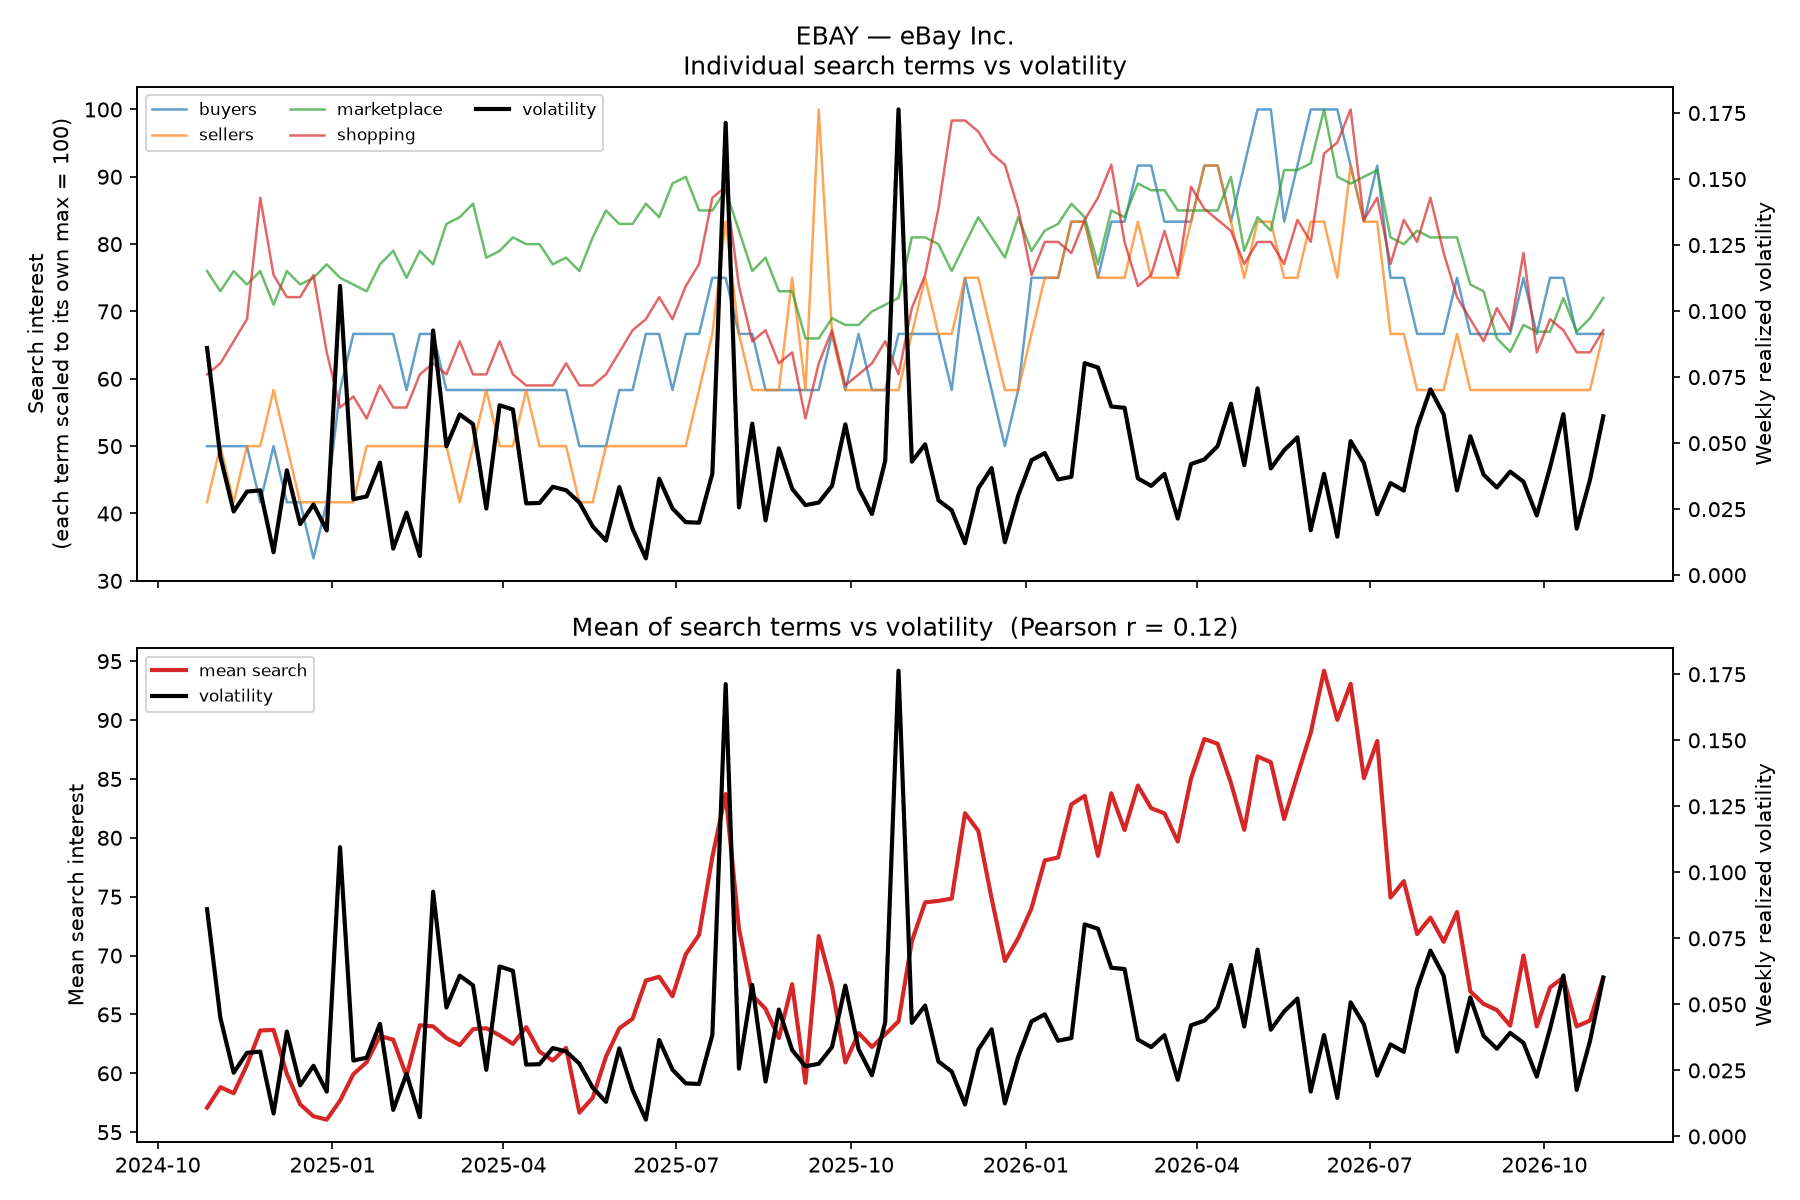 EBAY — eBay Inc.
Individual search terms vs volatility
buyers
sellers
marketplace
shopping
volatility
Search interest
(each term scaled to its own max = 100)
100
90
80
70
60
50
40
30
0.175
0.150
0.125
0.100
0.075
0.050
0.025
0.000
Weekly realized volatility
Mean of search terms vs volatility (Pearson r = 0.12)
mean search
volatility
Mean search interest
95
90
85
80
75
70
65
60
55
0.175
0.150
0.125
0.100
0.075
0.050
0.025
0.000
Weekly realized volatility
2024-10 2025-01 2025-04 2025-07 2025-10 2026-01 2026-04 2026-07 2026-10